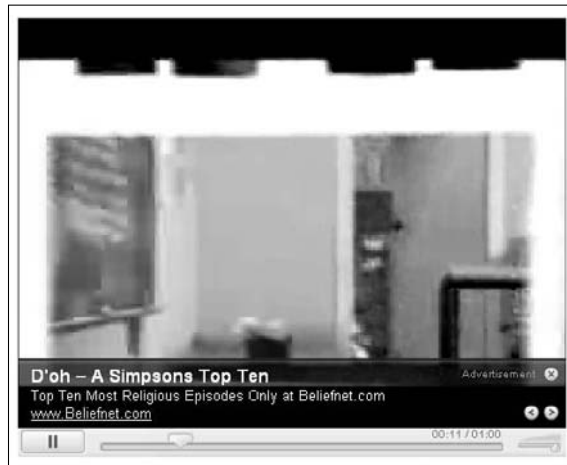 D'oh – A Simpsons Top Ten
Advertisement
Top Ten Most Religious Episodes Only at Beliefnet.com
www.Beliefnet.com
00:11 / 01:00